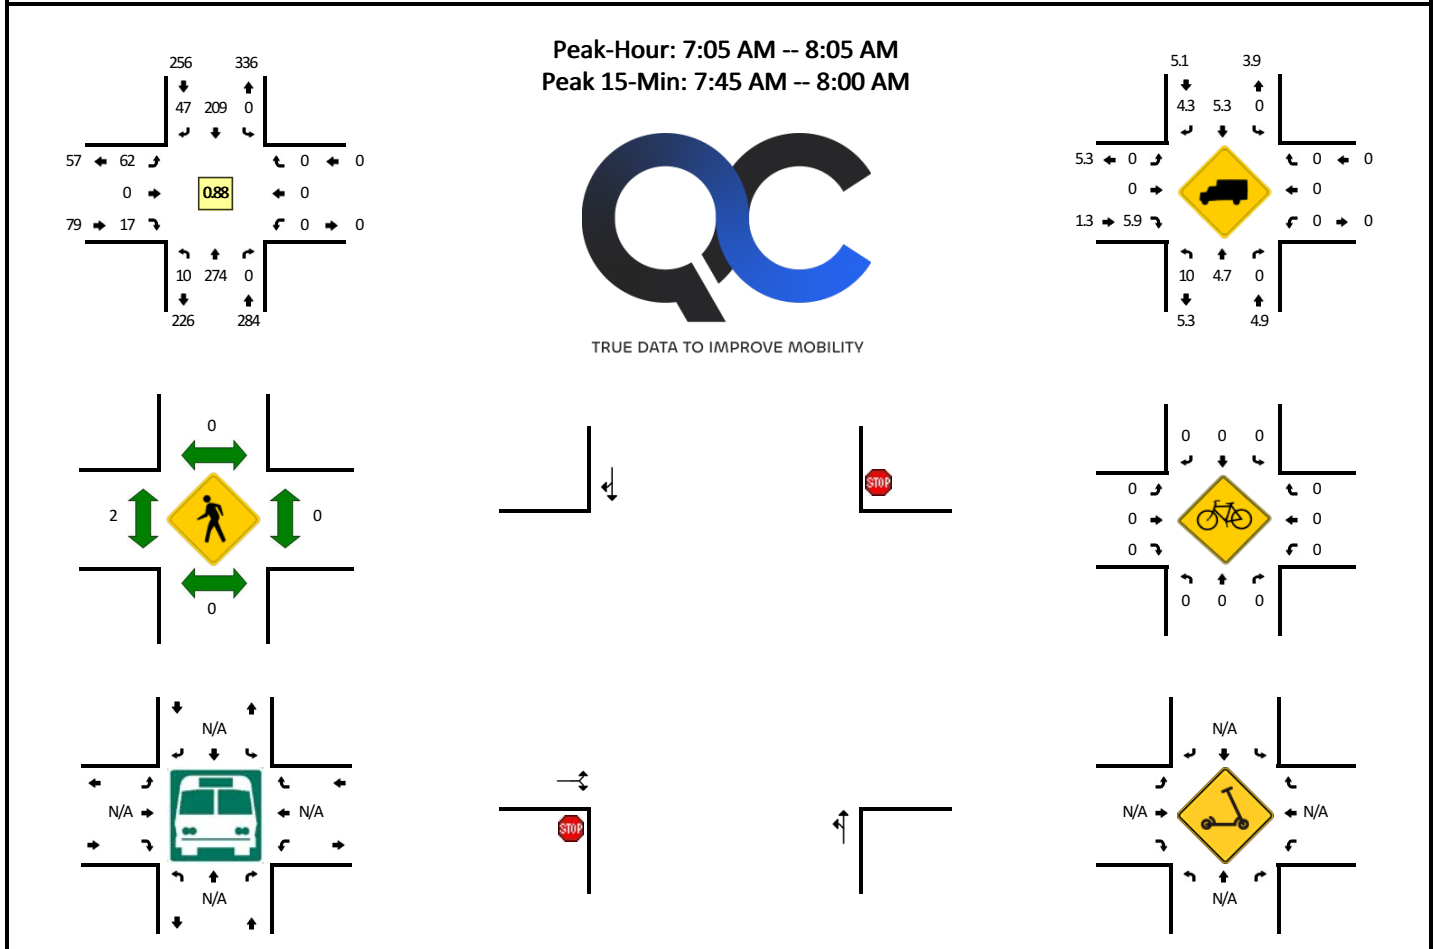 Peak-Hour: 7:05 AM -- 8:05 AM
Peak 15-Min: 7:45 AM -- 8:00 AM
256 336
47 209 0
57 62 0 0
0 0.88 0
79 17 0 0
10 274 0
226 284
TRUE DATA TO IMPROVE MOBILITY
5.1 3.9
4.3 5.3 0
5.3 0 0 0
0 0
1.3 5.9 0 0
10 4.7 0
5.3 4.9
0
2 0
0
STOP
STOP
0 0 0
0 0
0 0
0 0
0 0 0
N/A
N/A N/A
N/A
N/A
N/A N/A
N/A